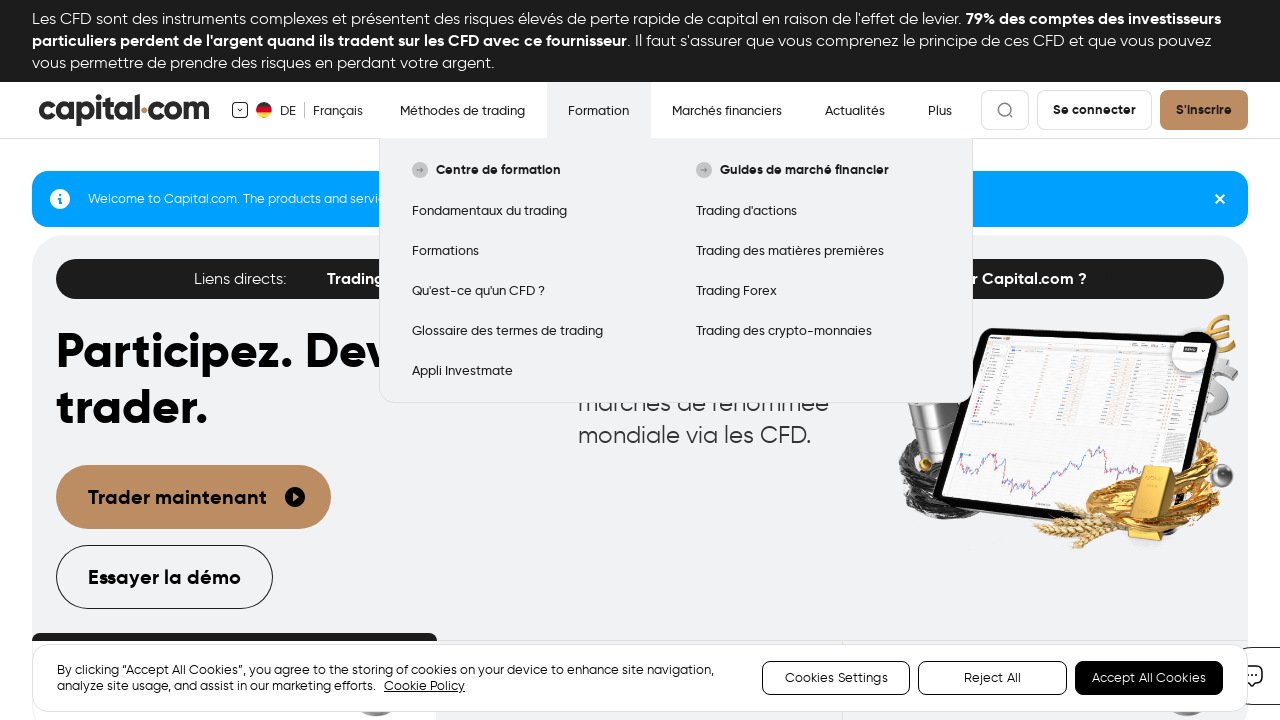 Les CFD sont des instruments complexes et présentent des risques élevés de perte rapide de capital en raison de l'effet de levier. 79% des comptes des investisseurs
particuliers perdent de l'argent quand ils tradent sur les CFD avec ce fournisseur. Il faut s'assurer que vous comprenez le principe de ces CFD et que vous pouvez
vous permettre de prendre des risques en perdant votre argent.
capital.com DE Français Méthodes de trading Formation Marchés financiers Actualités Plus Se connecter S'inscrire
Centre de formation
Fondamentaux du trading
Formations
Qu'est-ce qu'un CFD ?
Glossaire des termes de trading
Appli Investmate
Guides de marché financier
Trading d'actions
Trading des matières premières
Trading Forex
Trading des crypto-monnaies
Welcome to Capital.com. The products and
Liens directs: Trading Capital.com ?
Participez.
trader.
marchés de renommée
mondiale via les CFD.
Trader maintenant
Essayer la démo
By clicking “Accept All Cookies”, you agree to the storing of cookies on your device to enhance site navigation,
analyze site usage, and assist in our marketing efforts. Cookie Policy
Cookies Settings Reject All Accept All Cookies